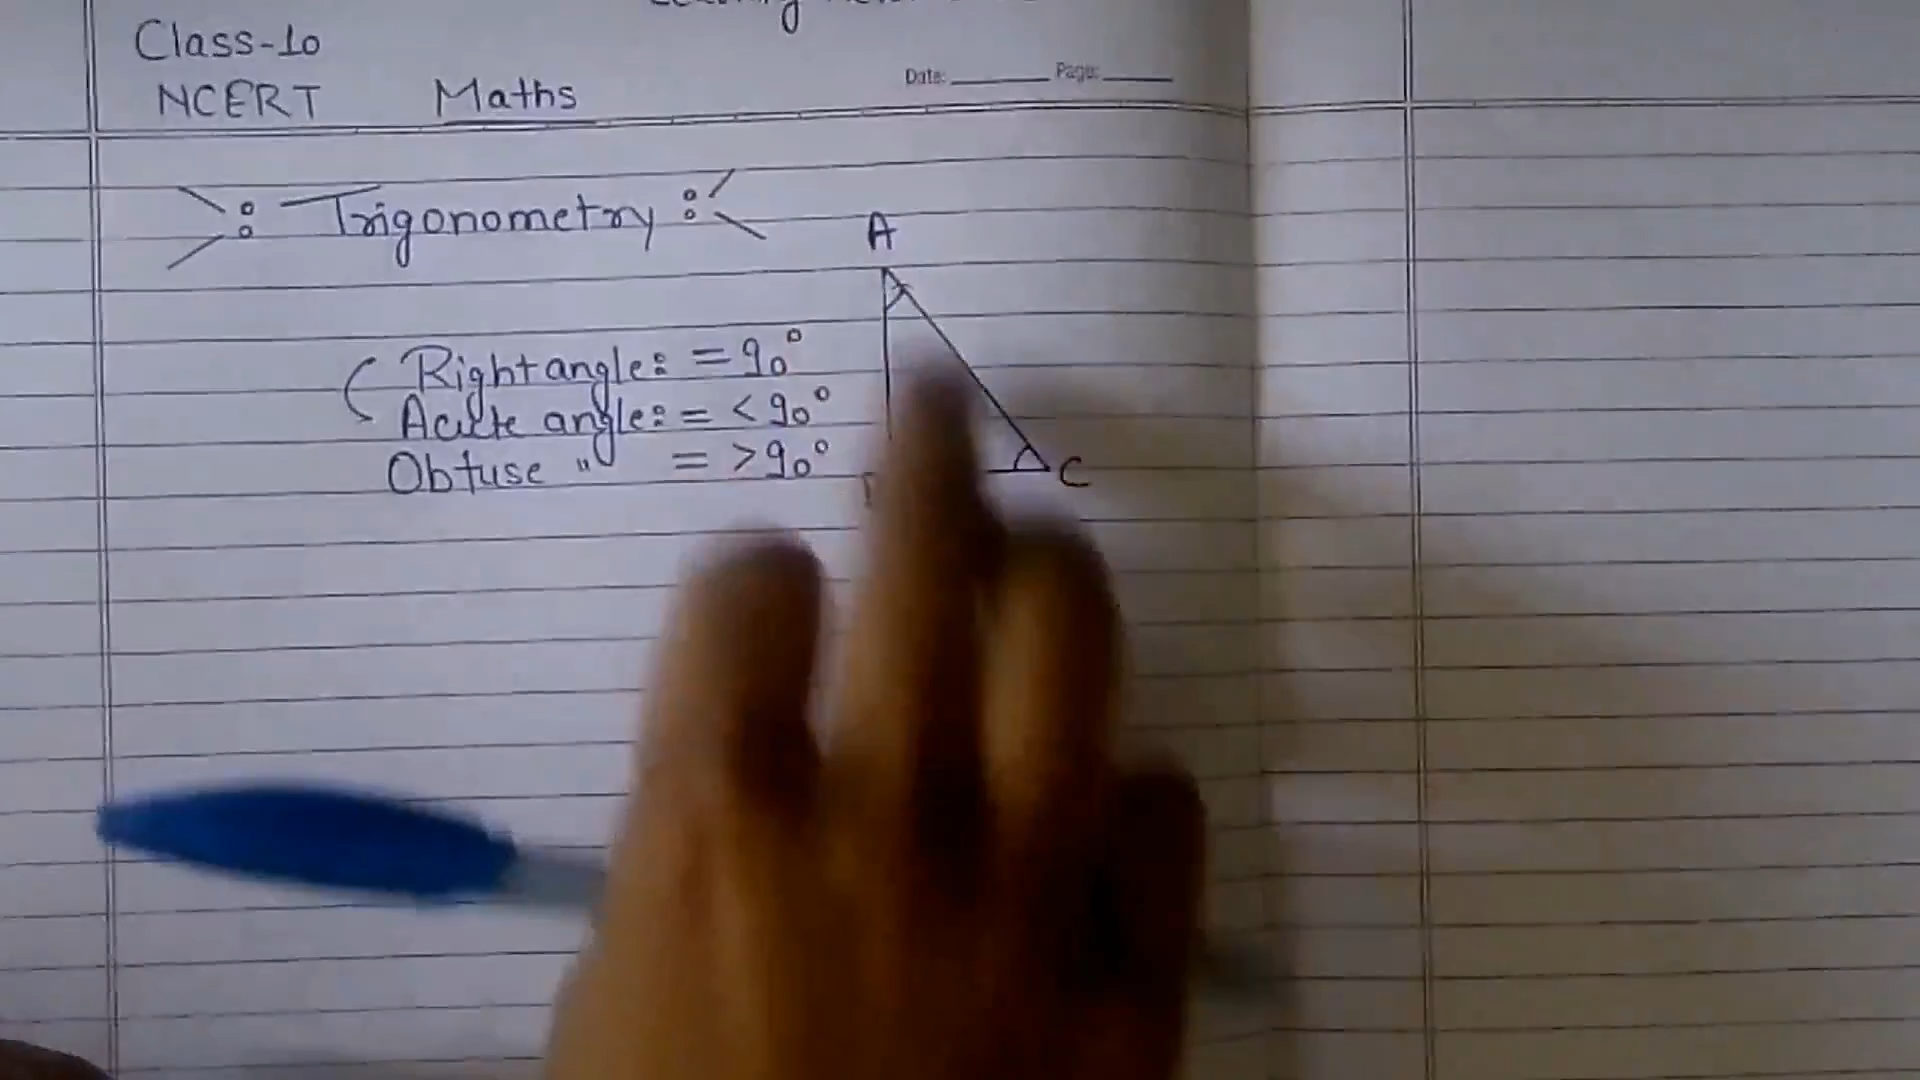 Class-10
NCERT Maths
Date: Page:
Trigonometry
A
Right angle: = 90°
Acute angle: = < 90°
Obtuse " = > 90°
C